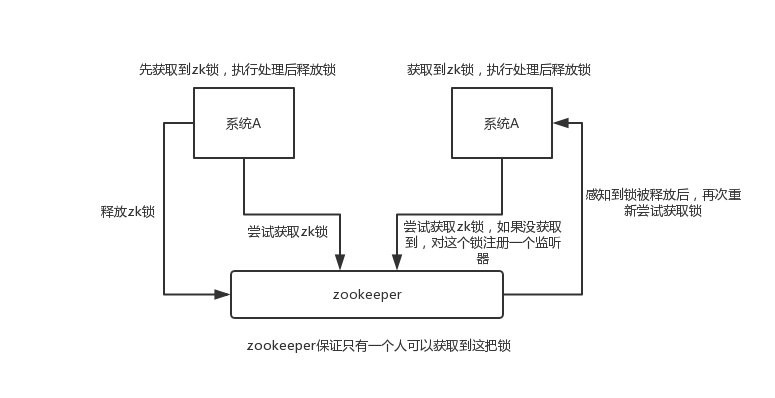 先获取到zk锁，执行处理后释放锁
获取到zk锁，执行处理后释放锁
系统A
系统A
释放zk锁
尝试获取zk锁
尝试获取zk锁，如果没获取
到，对这个锁注册一个监听
器
感知到锁被释放后，再次重
新尝试获取锁
zookeeper
zookeeper保证只有一个人可以获取到这把锁